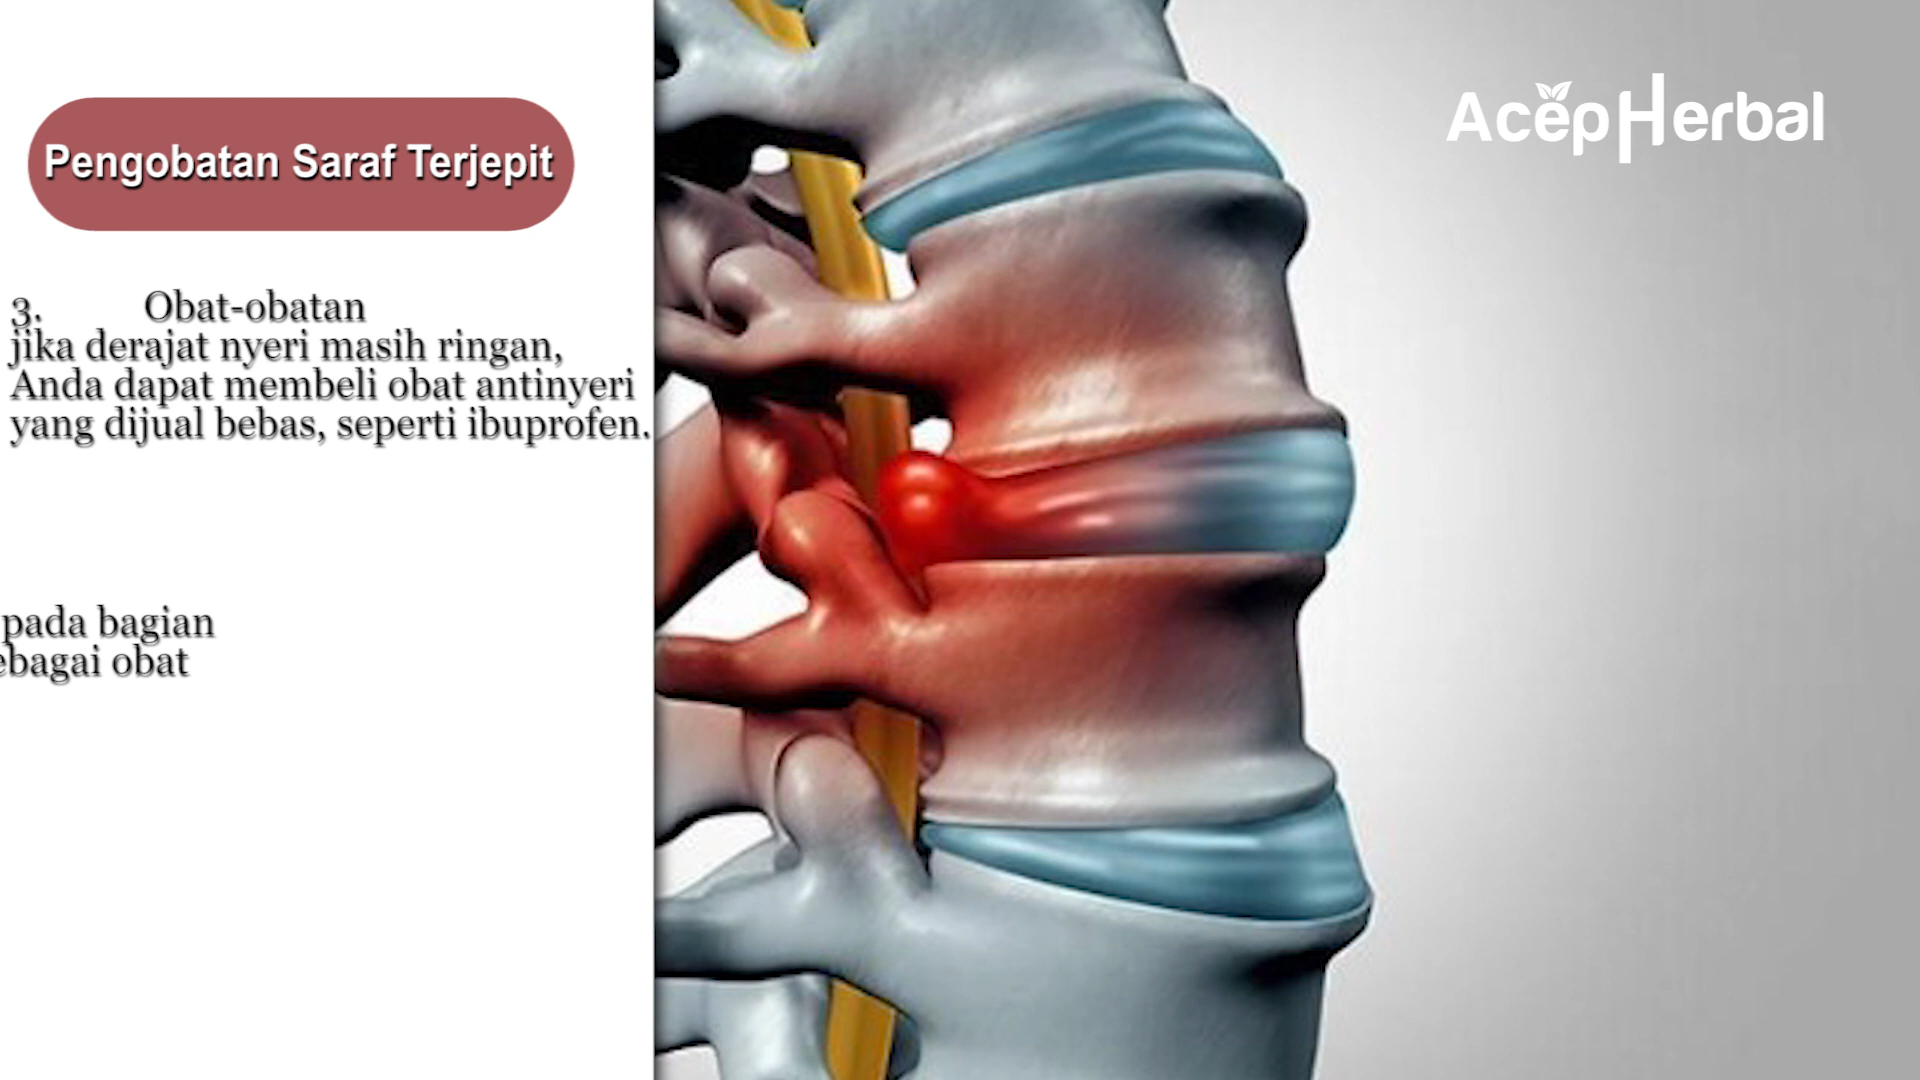 Pengobatan Saraf Terjepit
AcepHerbal
3. Obat-obatan
jika derajat nyeri masih ringan,
Anda dapat membeli obat antinyeri
yang dijual bebas, seperti ibuprofen.
pada bagian
obat